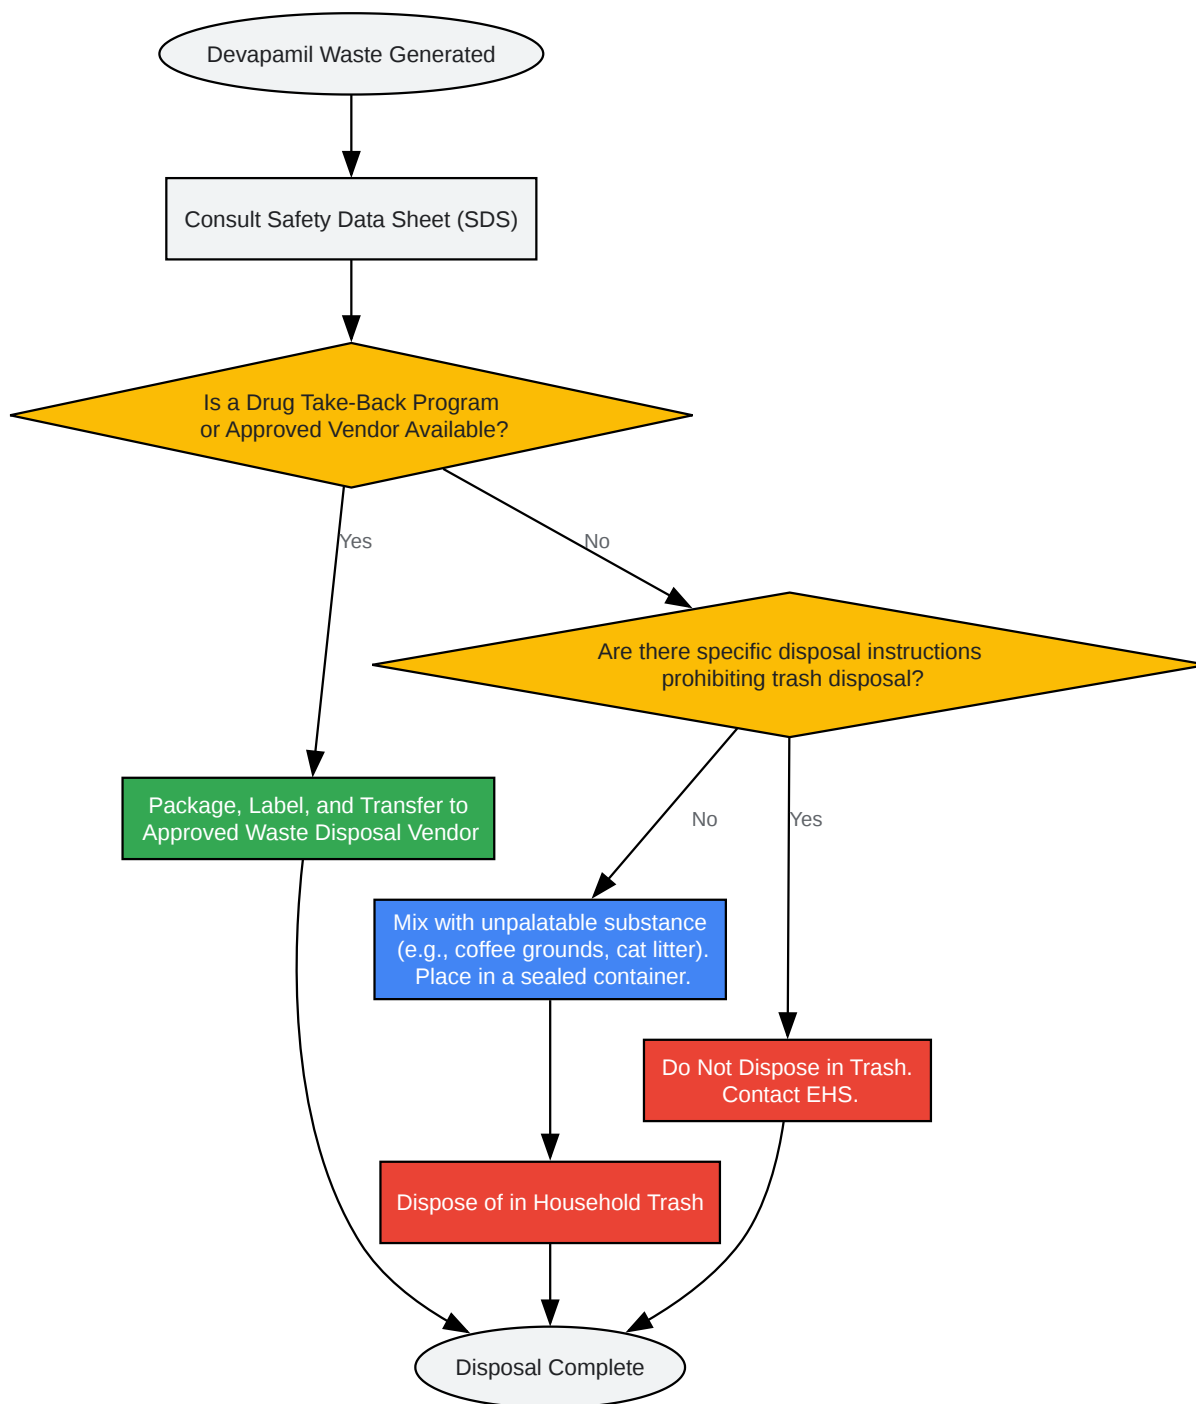 Devapamil Waste Generated
Consult Safety Data Sheet (SDS)
Is a Drug Take-Back Program
or Approved Vendor Available?
Yes
No
Are there specific disposal instructions
prohibiting trash disposal?
Package, Label, and Transfer to
Approved Waste Disposal Vendor
No
Yes
Mix with unpalatable substance
(e.g., coffee grounds, cat litter).
Place in a sealed container.
Do Not Dispose in Trash.
Contact EHS.
Dispose of in Household Trash
Disposal Complete